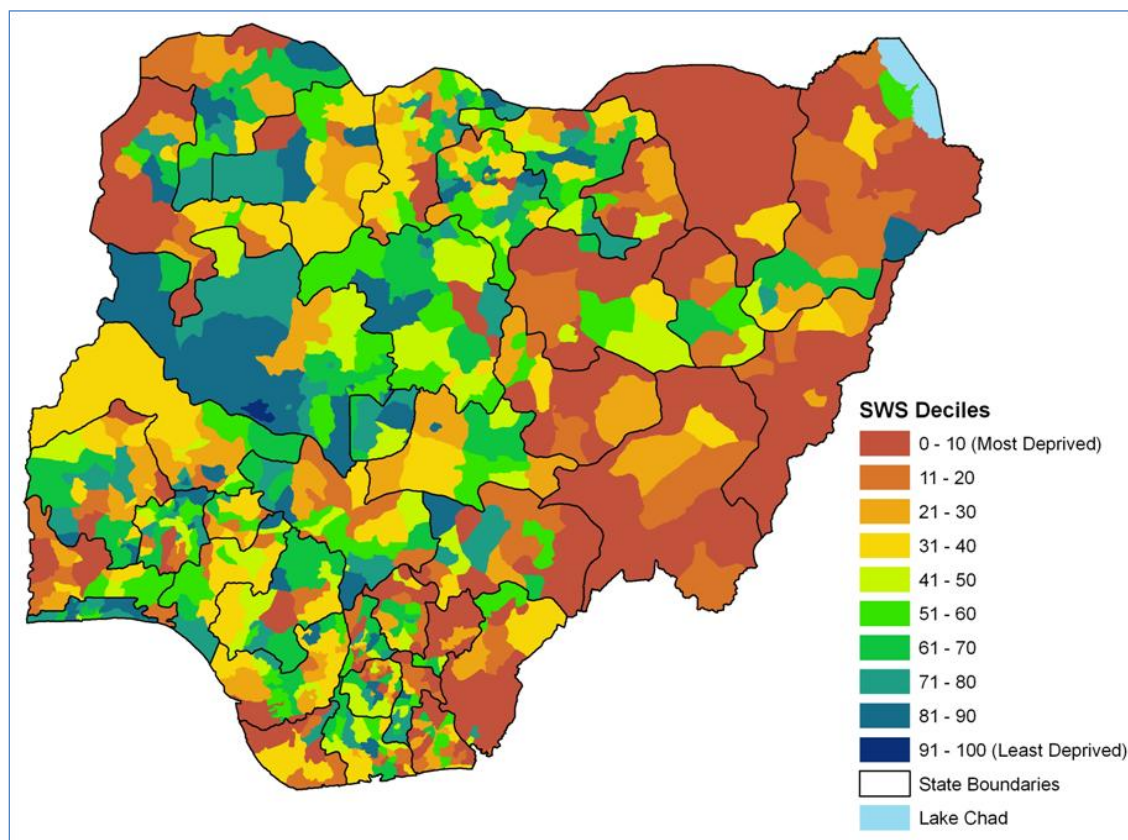 SWS Deciles
0 - 10 (Most Deprived)
11 - 20
21 - 30
31 - 40
41 - 50
51 - 60
61 - 70
71 - 80
81 - 90
91 - 100 (Least Deprived)
State Boundaries
Lake Chad